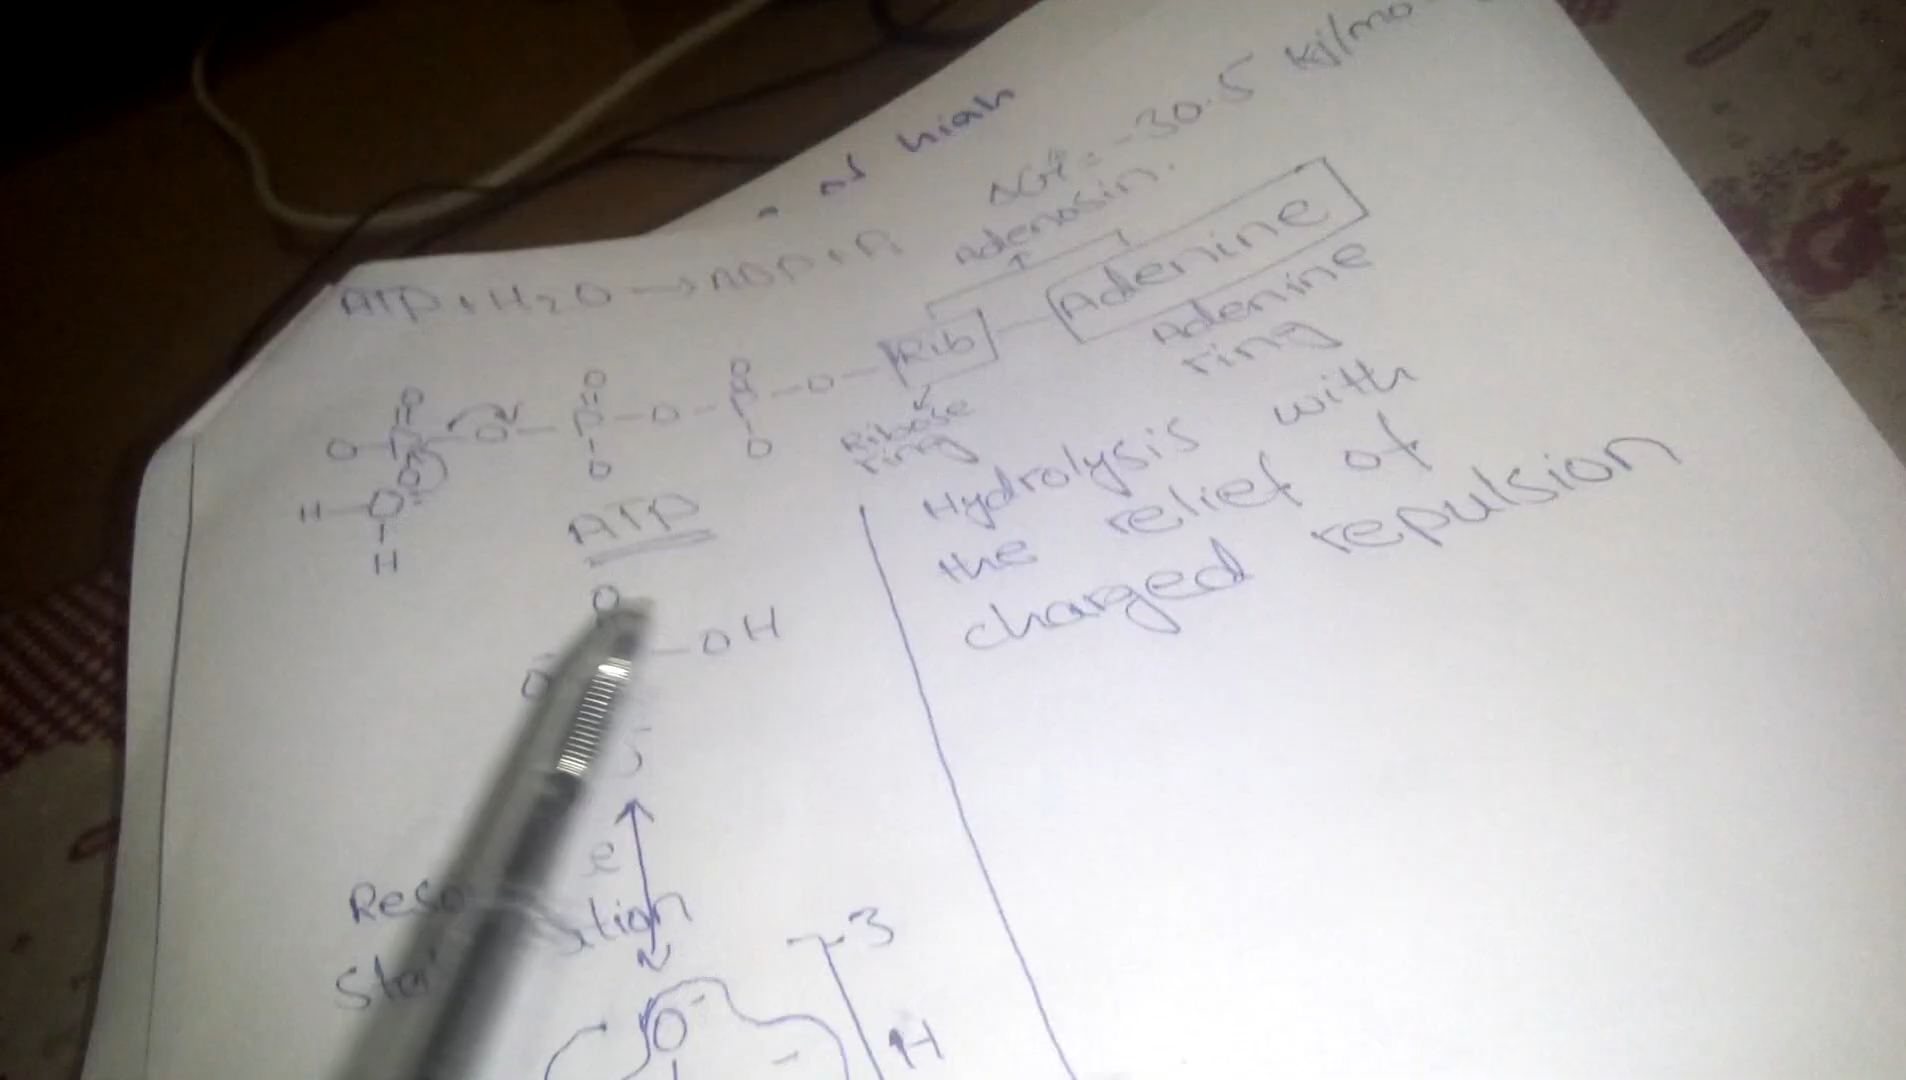 of high
ATP + H2O → ADP + Pi ΔG°= -30.5 kj/mo
Adenosin.
Rib Adenine
Ribose
ring
Adenine
ring
O O O
O P O P O P O
O O O
H O
H
ATP
Hydrolysis with
the relief of
charged repulsion
O
O OH
Reso e
Sta ation
-3
O-
-
H